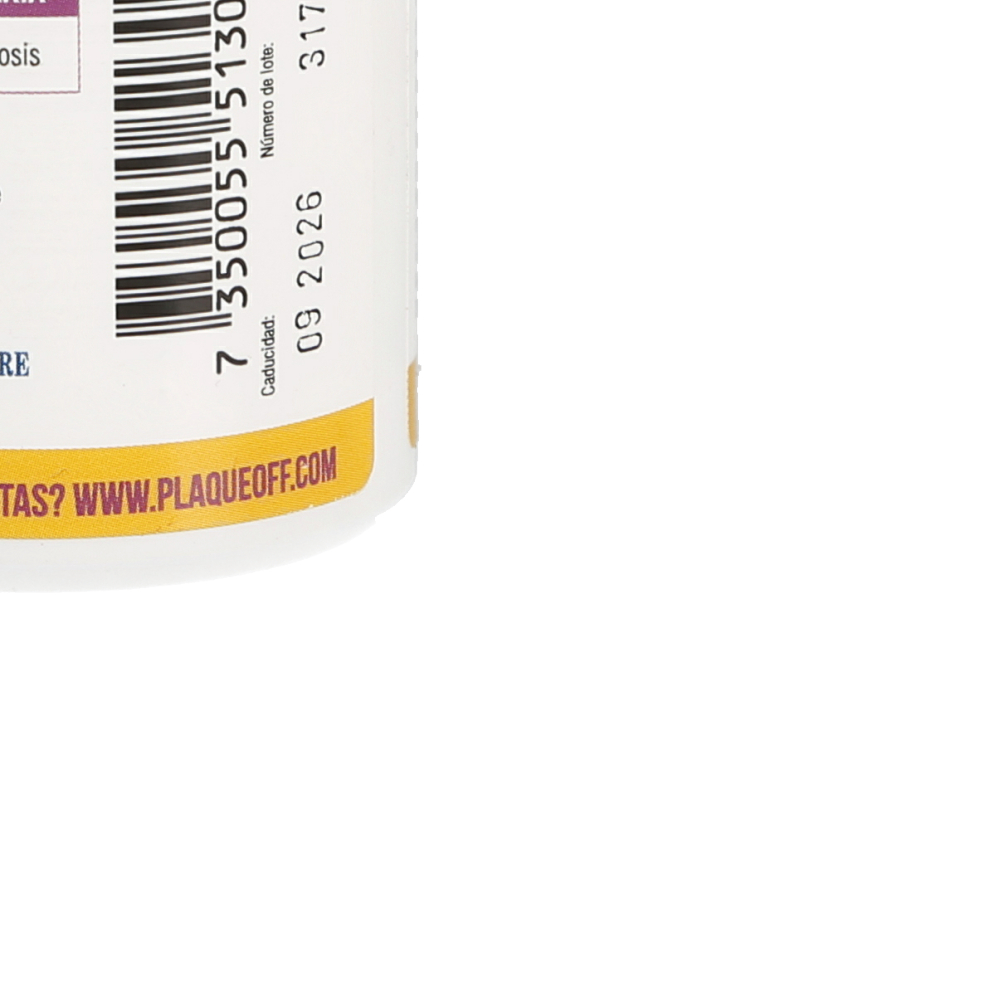 osis
RE
7 350055 5130
Número de lote:
317
Caducidad:
09 2026
TAS? WWW.PLAQUEOFF.COM